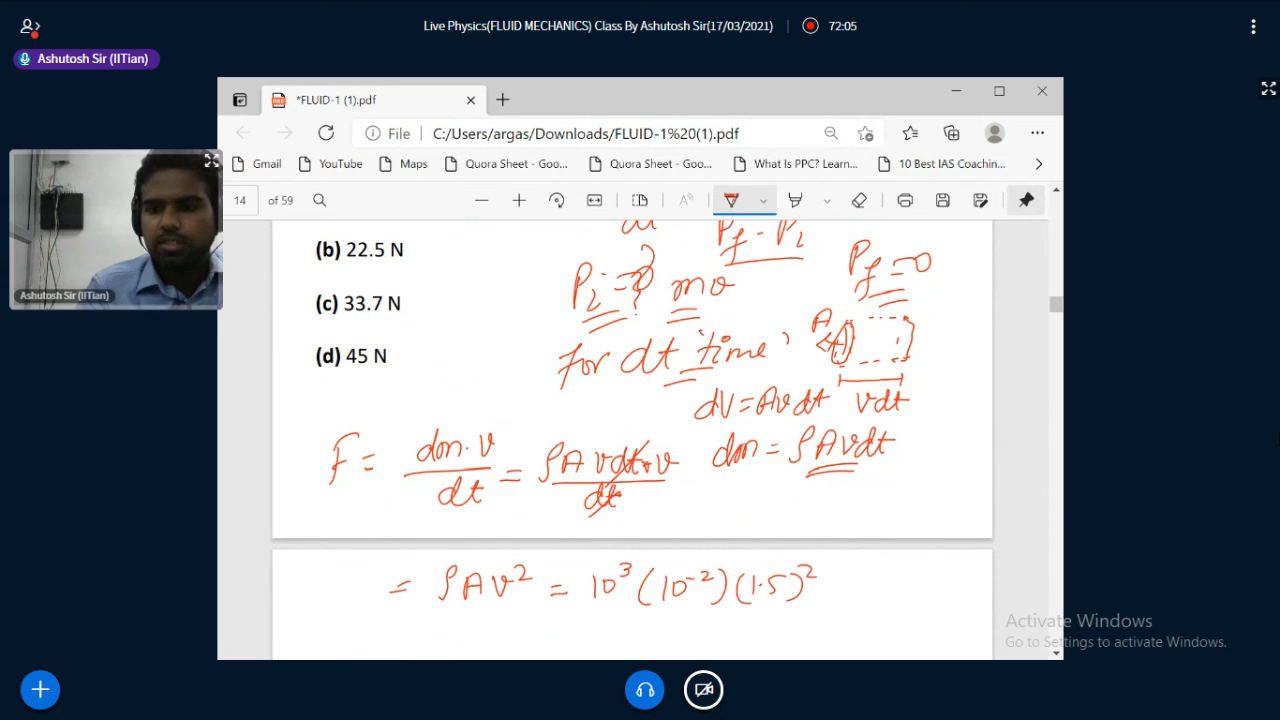 Live Physics(FLUID MECHANICS) Class By Ashutosh Sir(17/03/2021) 72:05
Ashutosh Sir (IITian)
*FLUID-1 (1).pdf
File C:/Users/argas/Downloads/FLUID-1%20(1).pdf
Gmail YouTube Maps Quora Sheet - Goo... Quora Sheet - Goo... What Is PPC? Learn... 10 Best IAS Coachin...
14 of 59
Ashutosh Sir (IITian)
dt Pf - Pi
(b) 22.5 N
Pi = ? mv Pf = 0
(c) 33.7 N
A
for dt time,
(d) 45 N
dV = Avdt vdt
F = dm·v/dt = ρAvdt·v/dt dm = ρAvdt
= ρAv² = 10³(10⁻²)(1.5)²
Activate Windows
Go to Settings to activate Windows.